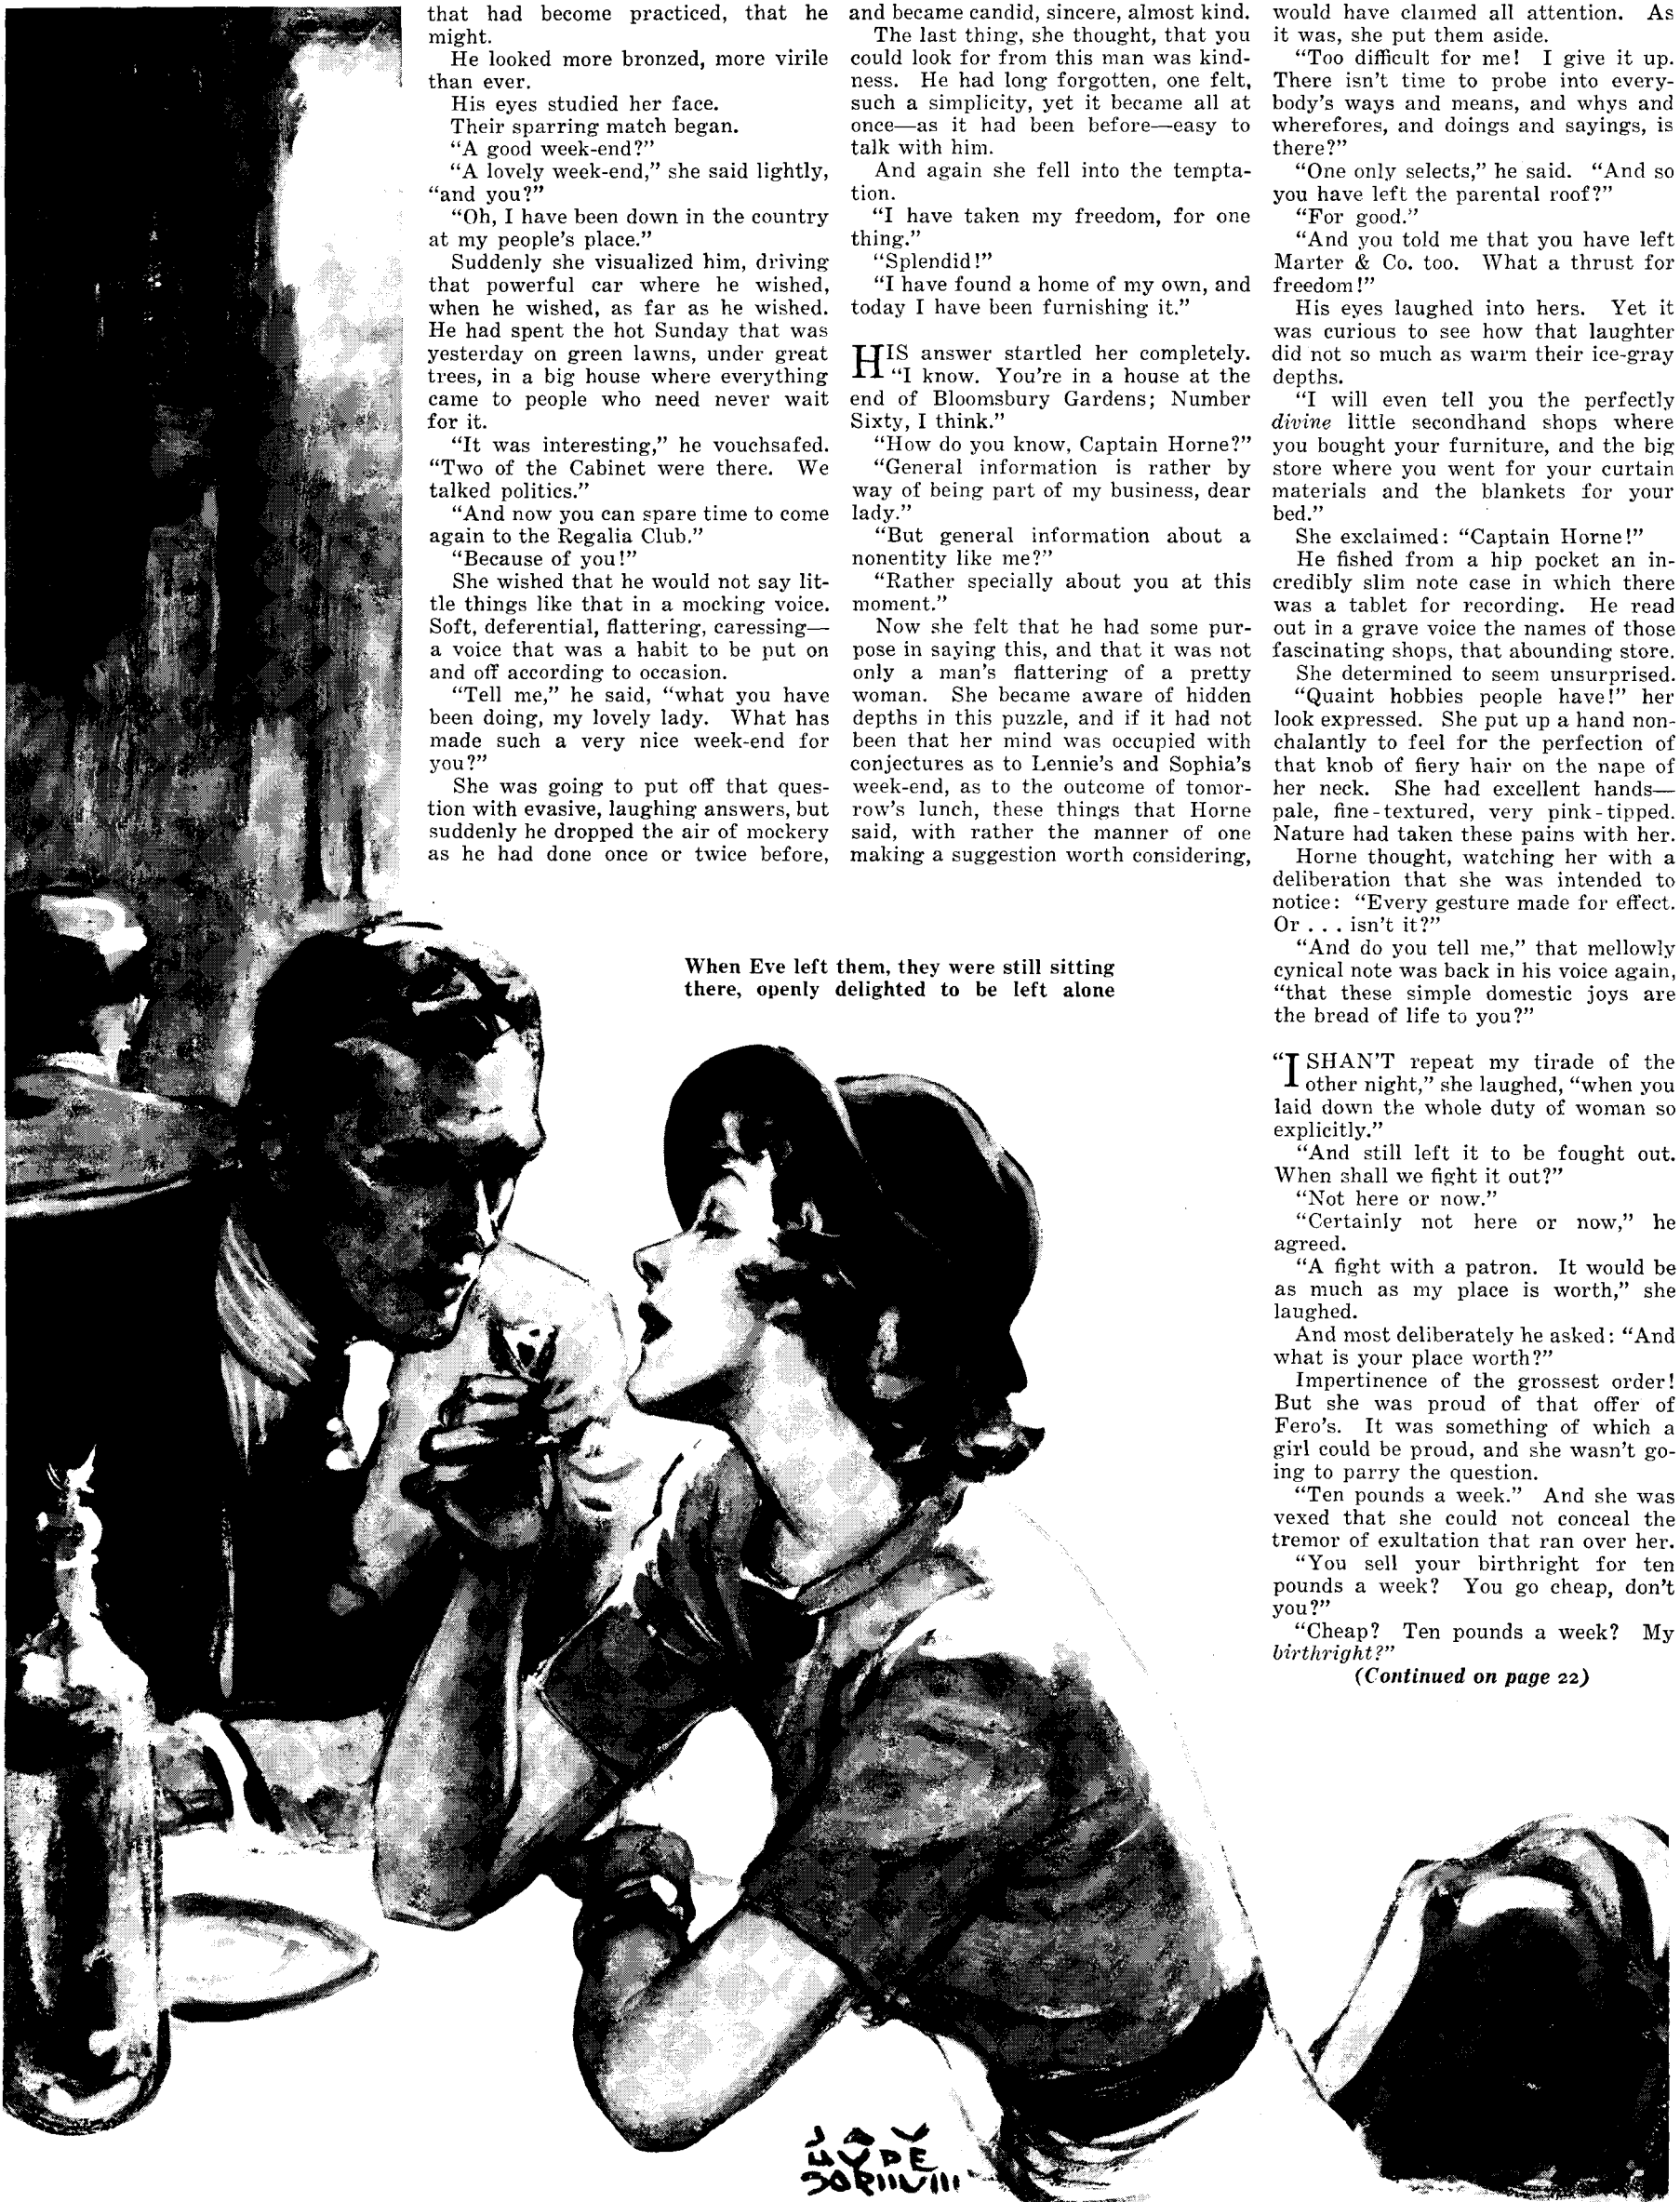 that had become practiced, that he
might.
He looked more bronzed, more virile
than ever.
His eyes studied her face.
Their sparring match began.
“A good week-end?”
“A lovely week-end,” she said lightly,
“and you?”
“Oh, I have been down in the country
at my people’s place.”
Suddenly she visualized him, driving
that powerful car where he wished,
when he wished, as far as he wished.
He had spent the hot Sunday that was
yesterday on green lawns, under great
trees, in a big house where everything
came to people who need never wait
for it.
“It was interesting,” he vouchsafed.
“Two of the Cabinet were there. We
talked politics.”
“And now you can spare time to come
again to the Regalia Club.”
“Because of you!”
She wished that he would not say lit-
tle things like that in a mocking voice.
Soft, deferential, flattering, caressing—
a voice that was a habit to be put on
and off according to occasion.
“Tell me,” he said, “what you have
been doing, my lovely lady. What has
made such a very nice week-end for
you?”
She was going to put off that ques-
tion with evasive, laughing answers, but
suddenly he dropped the air of mockery
as he had done once or twice before,
and became candid, sincere, almost kind.
The last thing, she thought, that you
could look for from this man was kind-
ness. He had long forgotten, one felt,
such a simplicity, yet it became all at
once—as it had been before—easy to
talk with him.
And again she fell into the tempta-
tion.
“I have taken my freedom, for one
thing.”
“Splendid!”
“I have found a home of my own, and
today I have been furnishing it.”
HIS answer startled her completely.
“I know. You’re in a house at the
end of Bloomsbury Gardens; Number
Sixty, I think.”
“How do you know, Captain Horne?”
“General information is rather by
way of being part of my business, dear
lady.”
“But general information about a
nonentity like me?”
“Rather specially about you at this
moment.”
Now she felt that he had some pur-
pose in saying this, and that it was not
only a man’s flattering of a pretty
woman. She became aware of hidden
depths in this puzzle, and if it had not
been that her mind was occupied with
conjectures as to Lennie’s and Sophia’s
week-end, as to the outcome of tomor-
row’s lunch, these things that Horne
said, with rather the manner of one
making a suggestion worth considering,
would have claimed all attention. As
it was, she put them aside.
“Too difficult for me! I give it up.
There isn’t time to probe into every-
body’s ways and means, and whys and
wherefores, and doings and sayings, is
there?”
“One only selects,” he said. “And so
you have left the parental roof?”
“For good.”
“And you told me that you have left
Marter & Co. too. What a thrust for
freedom!”
His eyes laughed into hers. Yet it
was curious to see how that laughter
did not so much as warm their ice-gray
depths.
“I will even tell you the perfectly
divine little secondhand shops where
you bought your furniture, and the big
store where you went for your curtain
materials and the blankets for your
bed.”
She exclaimed: “Captain Horne!”
He fished from a hip pocket an in-
credibly slim note case in which there
was a tablet for recording. He read
out in a grave voice the names of those
fascinating shops, that abounding store.
She determined to seem unsurprised.
“Quaint hobbies people have!” her
look expressed. She put up a hand non-
chalantly to feel for the perfection of
that knob of fiery hair on the nape of
her neck. She had excellent hands—
pale, fine-textured, very pink-tipped.
Nature had taken these pains with her.
Horne thought, watching her with a
deliberation that she was intended to
notice: “Every gesture made for effect.
Or . . . isn’t it?”
“And do you tell me,” that mellowly
cynical note was back in his voice again,
“that these simple domestic joys are
the bread of life to you?”
“I SHAN’T repeat my tirade of the
other night,” she laughed, “when you
laid down the whole duty of woman so
explicitly.”
“And still left it to be fought out.
When shall we fight it out?”
“Not here or now.”
“Certainly not here or now,” he
agreed.
“A fight with a patron. It would be
as much as my place is worth,” she
laughed.
And most deliberately he asked: “And
what is your place worth?”
Impertinence of the grossest order!
But she was proud of that offer of
Fero’s. It was something of which a
girl could be proud, and she wasn’t go-
ing to parry the question.
“Ten pounds a week.” And she was
vexed that she could not conceal the
tremor of exultation that ran over her.
“You sell your birthright for ten
pounds a week? You go cheap, don’t
you?”
“Cheap? Ten pounds a week? My
birthright?”
(Continued on page 22)
When Eve left them, they were still sitting
there, openly delighted to be left alone
JAY
HYDE